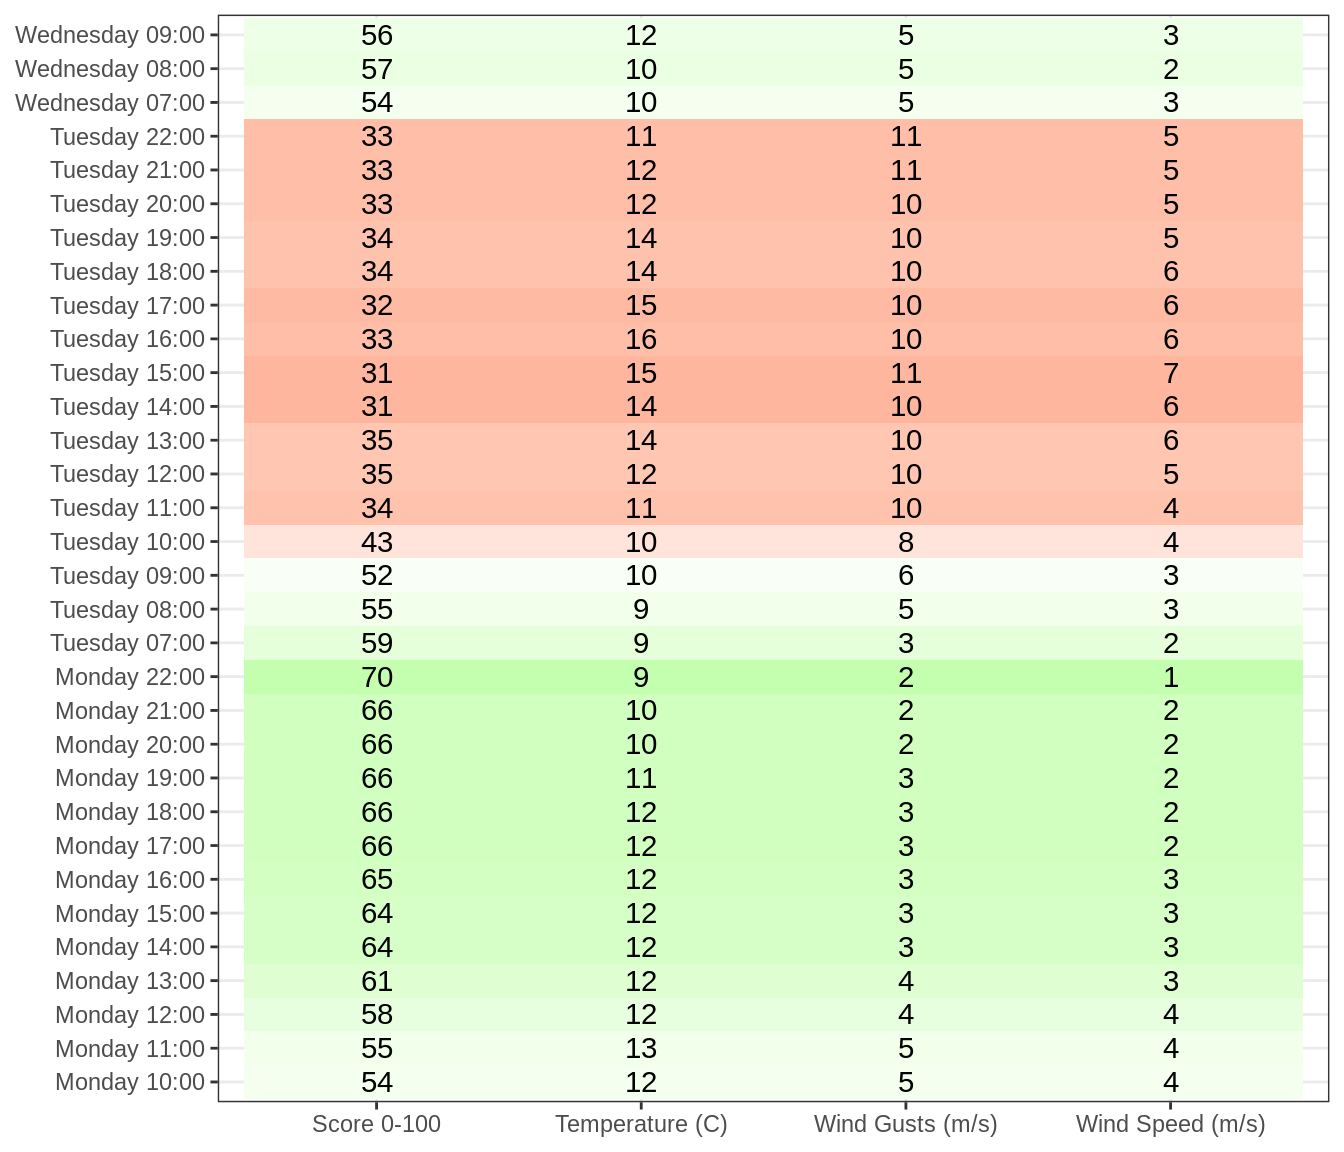 Wednesday 09:00 56 12 5 3
Wednesday 08:00 57 10 5 2
Wednesday 07:00 54 10 5 3
Tuesday 22:00 33 11 11 5
Tuesday 21:00 33 12 11 5
Tuesday 20:00 33 12 10 5
Tuesday 19:00 34 14 10 5
Tuesday 18:00 34 14 10 6
Tuesday 17:00 32 15 10 6
Tuesday 16:00 33 16 10 6
Tuesday 15:00 31 15 11 7
Tuesday 14:00 31 14 10 6
Tuesday 13:00 35 14 10 6
Tuesday 12:00 35 12 10 5
Tuesday 11:00 34 11 10 4
Tuesday 10:00 43 10 8 4
Tuesday 09:00 52 10 6 3
Tuesday 08:00 55 9 5 3
Tuesday 07:00 59 9 3 2
Monday 22:00 70 9 2 1
Monday 21:00 66 10 2 2
Monday 20:00 66 10 2 2
Monday 19:00 66 11 3 2
Monday 18:00 66 12 3 2
Monday 17:00 66 12 3 2
Monday 16:00 65 12 3 3
Monday 15:00 64 12 3 3
Monday 14:00 64 12 3 3
Monday 13:00 61 12 4 3
Monday 12:00 58 12 4 4
Monday 11:00 55 13 5 4
Monday 10:00 54 12 5 4
Score 0-100 Temperature (C) Wind Gusts (m/s) Wind Speed (m/s)